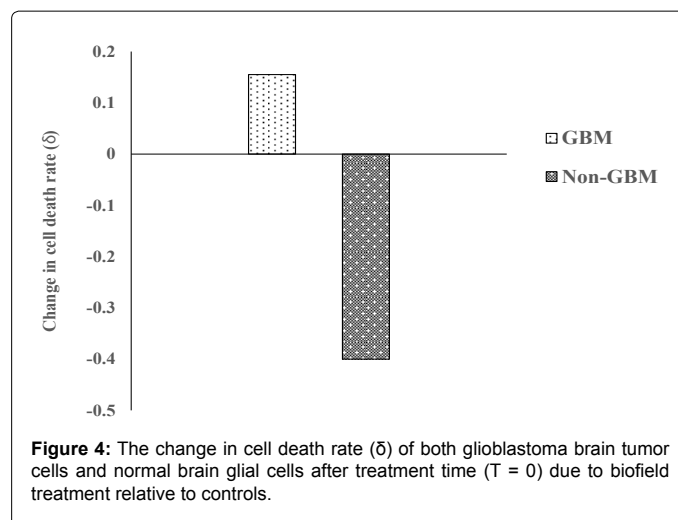 0.2
0.1
0
-0.1
-0.2
-0.3
-0.4
-0.5
Change in cell death rate (δ)
GBM
Non-GBM
Figure 4: The change in cell death rate (δ) of both glioblastoma brain tumor
cells and normal brain glial cells after treatment time (T = 0) due to biofield
treatment relative to controls.